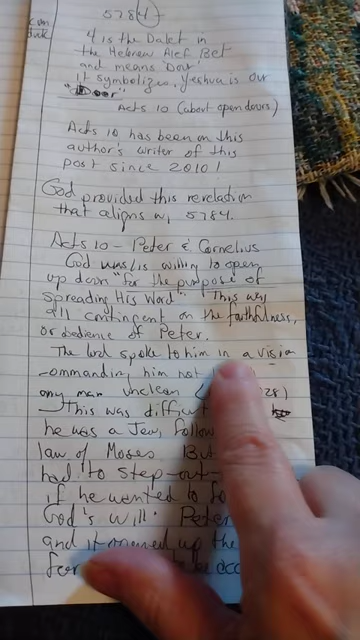 5784
4 is the Dalet in
the Hebrew Alef Bet
and means 'Door'
it symbolizes, Yeshua is our
"Door"
Acts 10 (about open doors)
Acts 10 has been on this
author's writer of this
post since 2010!
God provided this revelation
that aligns w, 5784.
Acts 10 - Peter & Cornelius
God was/is willing to open
up doors "for the purpose of
spreading His Word". This was
all contingent on the faithfulness,
or obedience of Peter.
The Lord spoke to him in a vision
commanding him not
any man unclean 28)
This was difficult
he was a Jew, follow
law of Moses But
had to step-out-
if he wanted to
God's will. Peter
and it opened up the
for